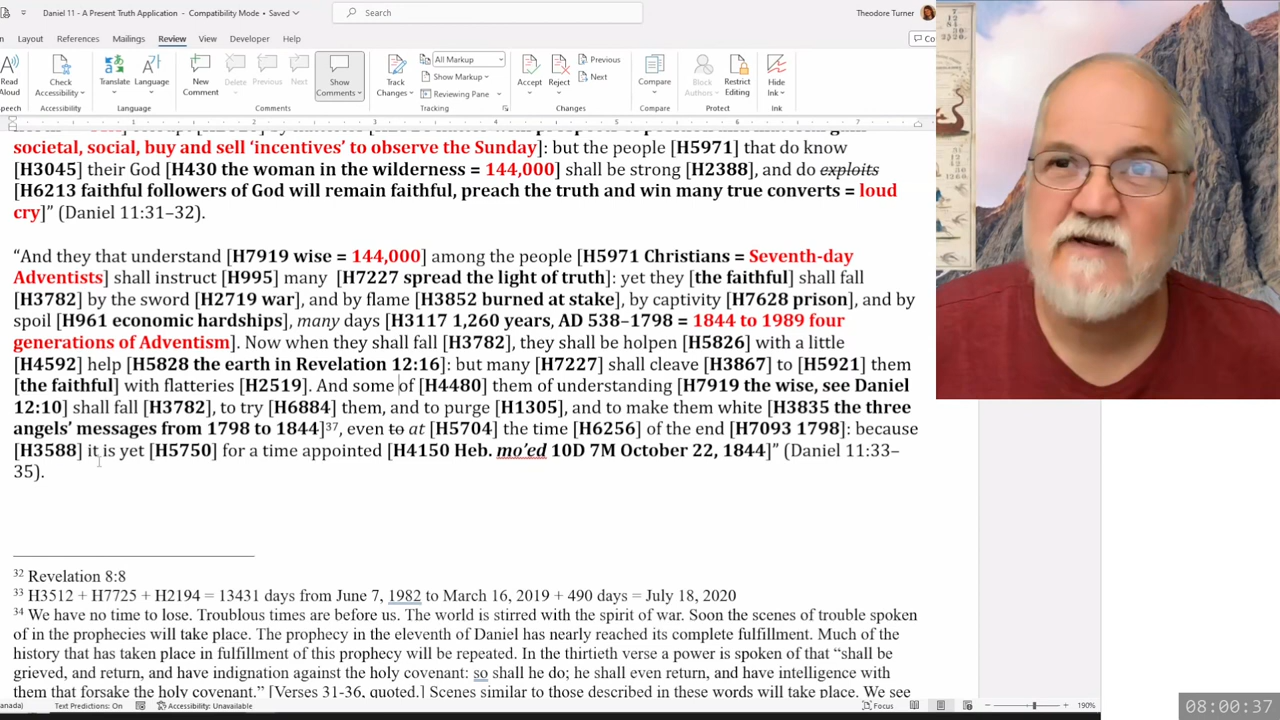 Daniel 11 - A Present Truth Application - Compatibility Mode • Saved
Search
Theodore Turner
References Mailings Review View Developer Help
Read Aloud
Check Accessibility
Translate
Language
New Comment
Delete
Previous
Next
Show Comments
Track Changes
All Markup
Show Markup
Reviewing Pane
Accept
Reject
Previous
Next
Compare
Block Authors
Restrict Editing
Hide Ink
Accessibility
Language
Comments
Tracking
Changes
Compare
Protect
Ink
societal, social, buy and sell ‘incentives’ to observe the Sunday]: but the people [H5971] that do know
[H3045] their God [H430 the woman in the wilderness = 144,000] shall be strong [H2388], and do exploits
[H6213 faithful followers of God will remain faithful, preach the truth and win many true converts = loud
cry]” (Daniel 11:31–32).
“And they that understand [H7919 wise = 144,000] among the people [H5971 Christians = Seventh-day
Adventists] shall instruct [H995] many [H7227 spread the light of truth]: yet they [the faithful] shall fall
[H3782] by the sword [H2719 war], and by flame [H3852 burned at stake], by captivity [H7628 prison], and by
spoil [H961 economic hardships], many days [H3117 1,260 years, AD 538–1798 = 1844 to 1989 four
generations of Adventism]. Now when they shall fall [H3782], they shall be holpen [H5826] with a little
[H4592] help [H5828 the earth in Revelation 12:16]: but many [H7227] shall cleave [H3867] to [H5921] them
[the faithful] with flatteries [H2519]. And some of [H4480] them of understanding [H7919 the wise, see Daniel
12:10] shall fall [H3782], to try [H6884] them, and to purge [H1305], and to make them white [H3835 the three
angels’ messages from 1798 to 1844]37, even to at [H5704] the time [H6256] of the end [H7093 1798]: because
[H3588] it is yet [H5750] for a time appointed [H4150 Heb. mo’ed 10D 7M October 22, 1844]” (Daniel 11:33–
35).
32 Revelation 8:8
33 H3512 + H7725 + H2194 = 13431 days from June 7, 1982 to March 16, 2019 + 490 days = July 18, 2020
34 We have no time to lose. Troublous times are before us. The world is stirred with the spirit of war. Soon the scenes of trouble spoken
of in the prophecies will take place. The prophecy in the eleventh of Daniel has nearly reached its complete fulfillment. Much of the
history that has taken place in fulfillment of this prophecy will be repeated. In the thirtieth verse a power is spoken of that “shall be
grieved, and return, and have indignation against the holy covenant: so shall he do; he shall even return, and have intelligence with
them that forsake the holy covenant.” [Verses 31-36, quoted.] Scenes similar to those described in these words will take place. We see
Text Predictions: On
Accessibility: Unavailable
Focus
190%
08:00:37